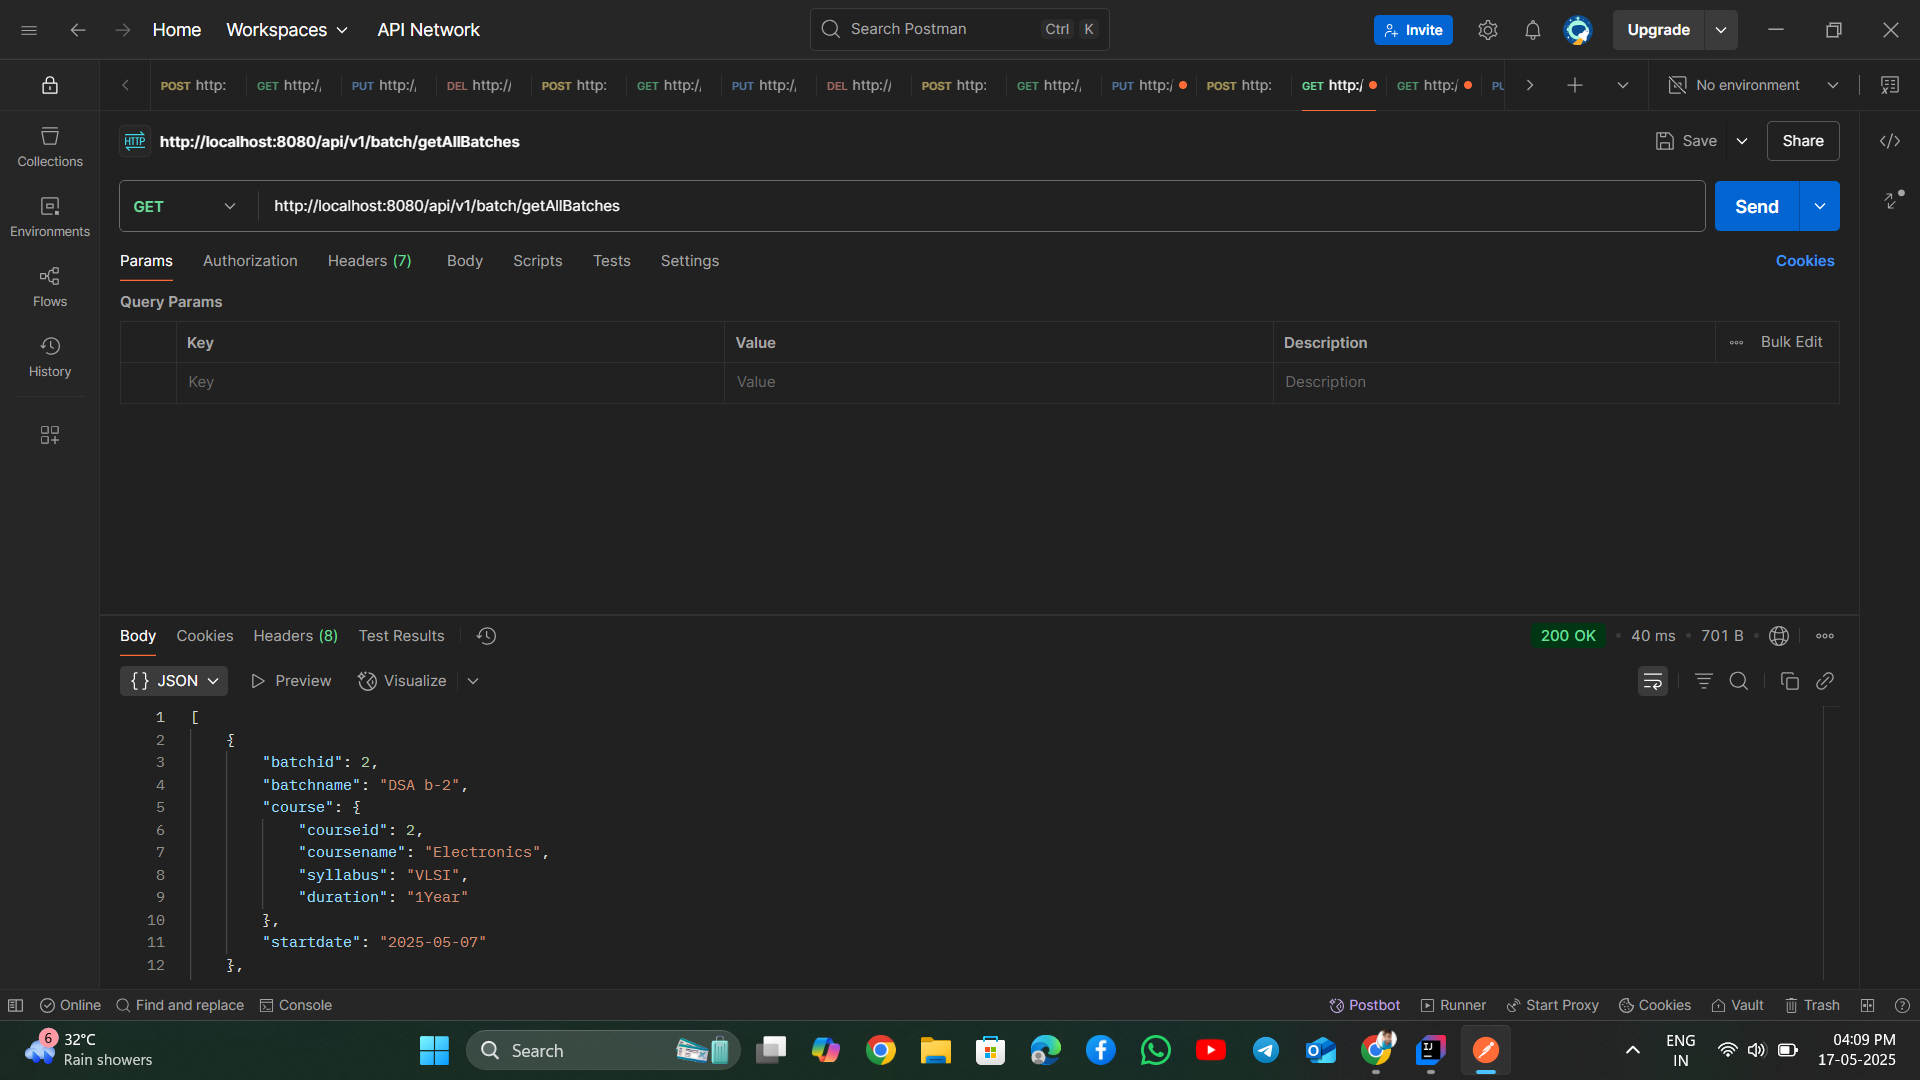 Home Workspaces API Network Search Postman Ctrl K Invite Upgrade
POST http: GET http:/, PUT http:/, DEL http:// POST http: GET http:/, PUT http:/, DEL http:// POST http: GET http:/, PUT http:/ POST http: GET http:/ GET http:/ PU No environment
HTTP http://localhost:8080/api/v1/batch/getAllBatches Save Share
Collections
GET http://localhost:8080/api/v1/batch/getAllBatches Send
Environments
Params Authorization Headers (7) Body Scripts Tests Settings Cookies
Flows
Query Params
Key Value Description Bulk Edit
History
Key Value Description
Body Cookies Headers (8) Test Results 200 OK • 40 ms • 701 B •
{} JSON Preview Visualize
1 [
2 {
3 "batchid": 2,
4 "batchname": "DSA b-2",
5 "course": {
6 "courseid": 2,
7 "coursename": "Electronics",
8 "syllabus": "VLSI",
9 "duration": "1Year"
10 },
11 "startdate": "2025-05-07"
12 },
Online Find and replace Console Postbot Runner Start Proxy Cookies Vault Trash
6 32°C
Rain showers
Search
IJ
ENG
IN
04:09 PM
17-05-2025